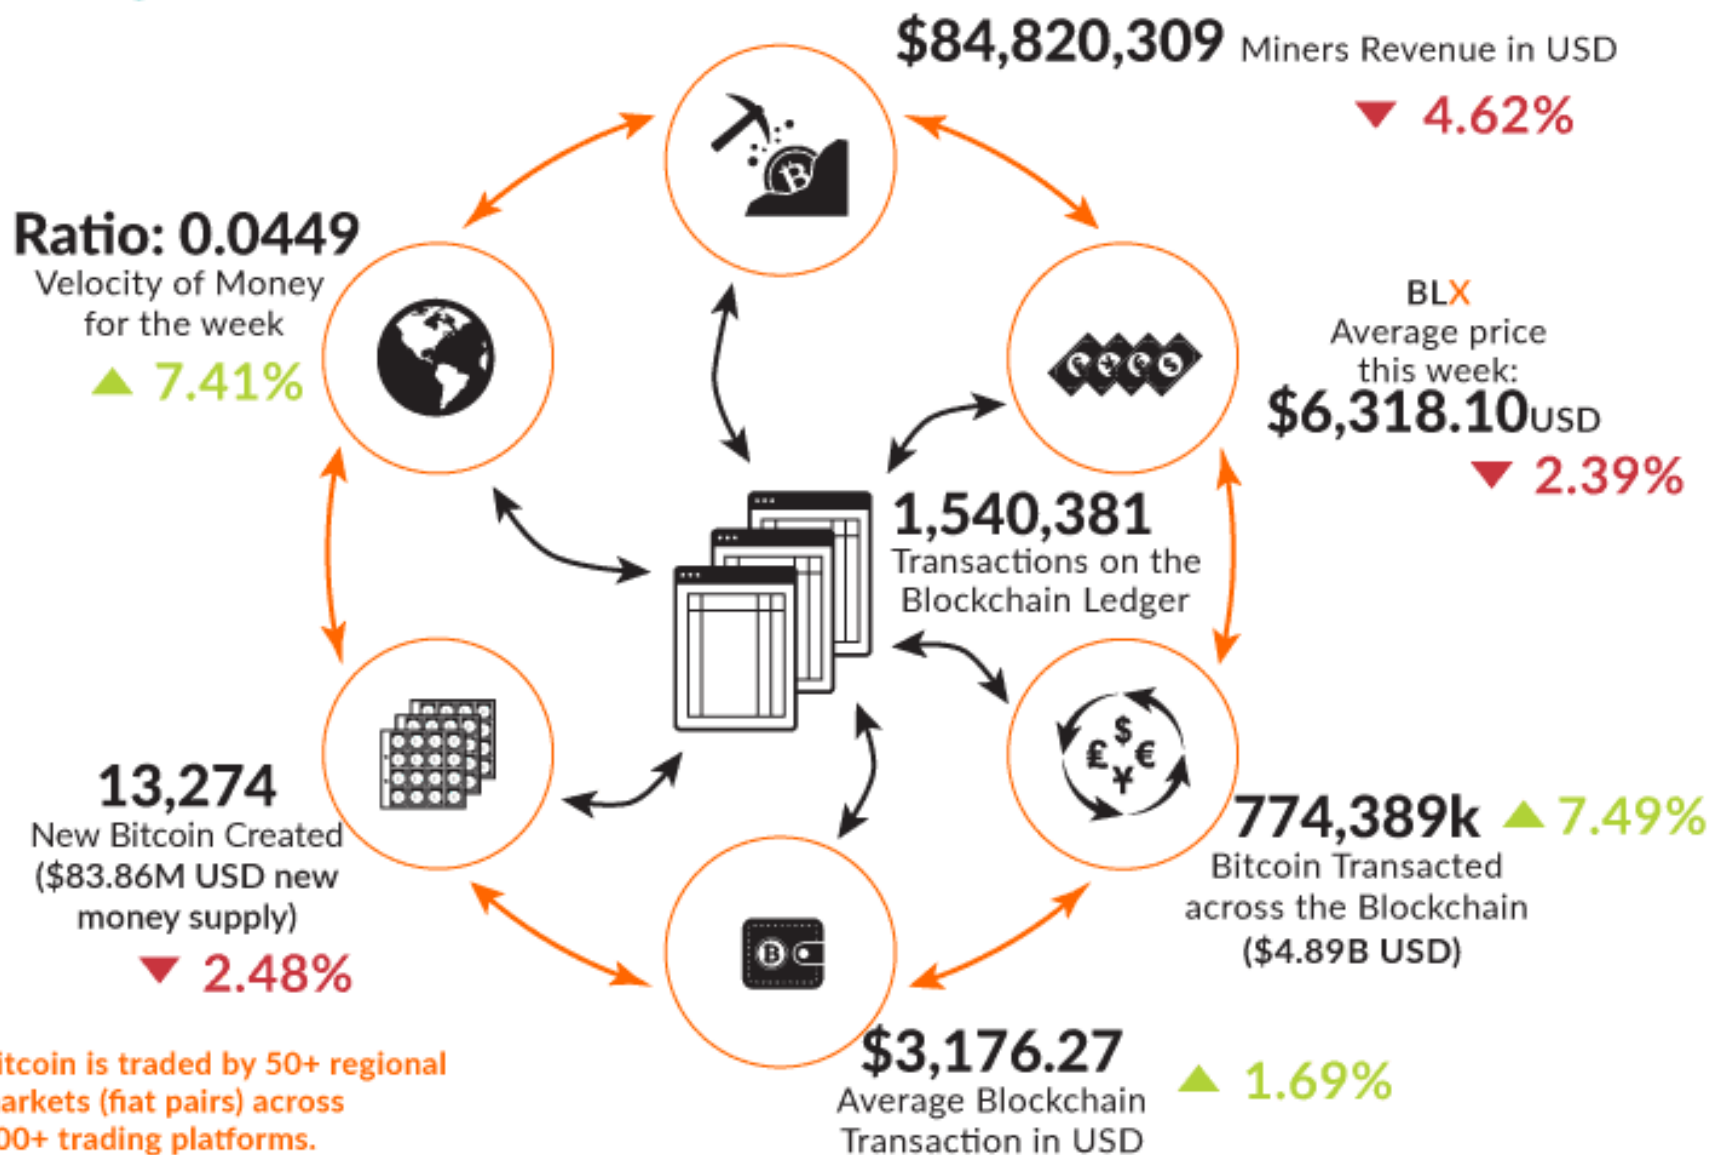 $84,820,309 Miners Revenue in USD
▼ 4.62%
Ratio: 0.0449
Velocity of Money
for the week
▲ 7.41%
BLX
Average price
this week:
$6,318.10USD
▼ 2.39%
1,540,381
Transactions on the
Blockchain Ledger
13,274
New Bitcoin Created
($83.86M USD new
money supply)
▼ 2.48%
774,389k ▲ 7.49%
Bitcoin Transacted
across the Blockchain
($4.89B USD)
$3,176.27
Average Blockchain
Transaction in USD
▲ 1.69%
itcoin is traded by 50+ regional
arkets (fiat pairs) across
00+ trading platforms.